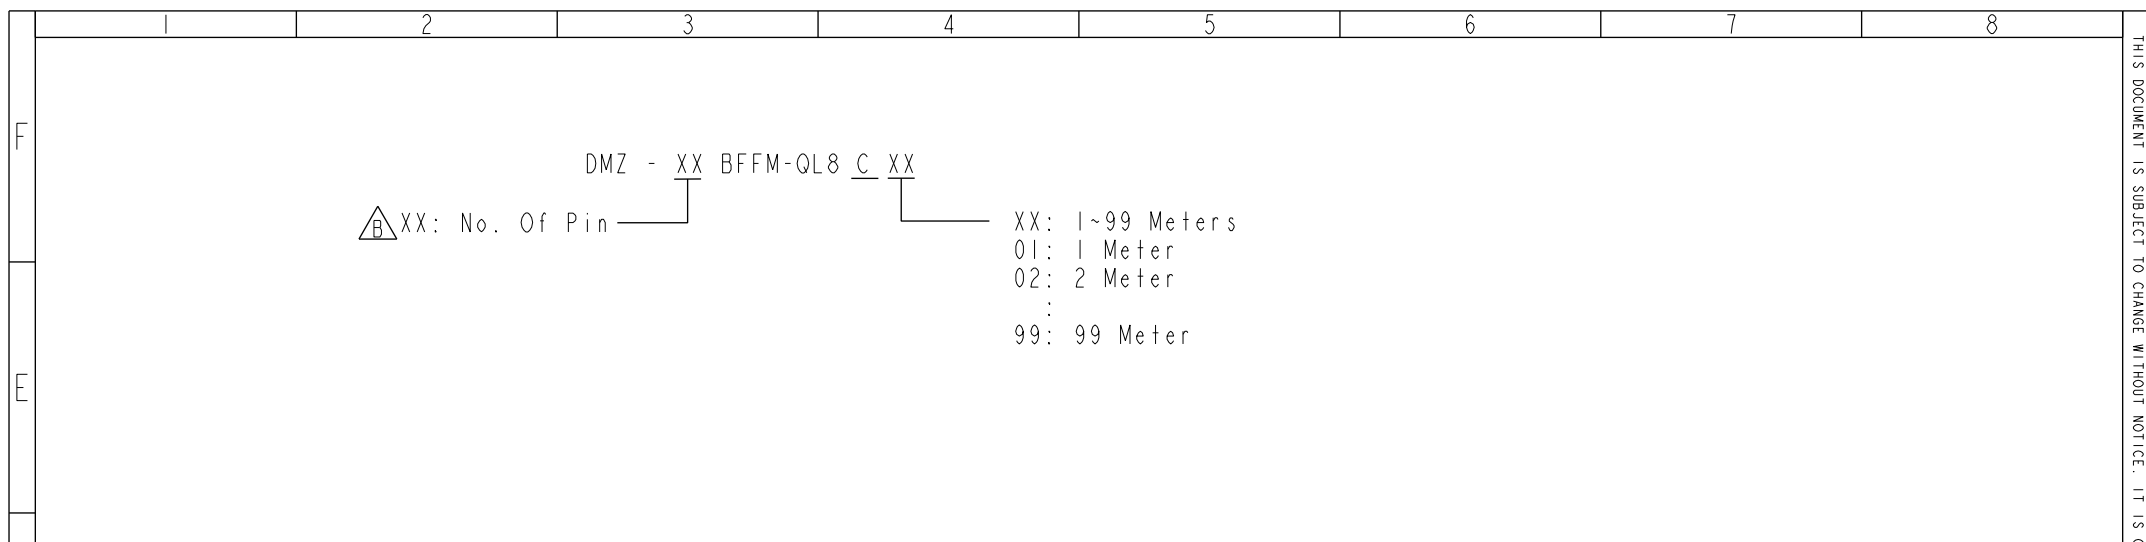 1 2 3 4 5 6 7 8
F
DMZ - XX BFFM-QL8 C XX
B XX: No. Of Pin
XX: 1~99 Meters
01: 1 Meter
02: 2 Meter
:
99: 99 Meter
E
THIS DOCUMENT IS SUBJECT TO CHANGE WITHOUT NOTICE. IT IS